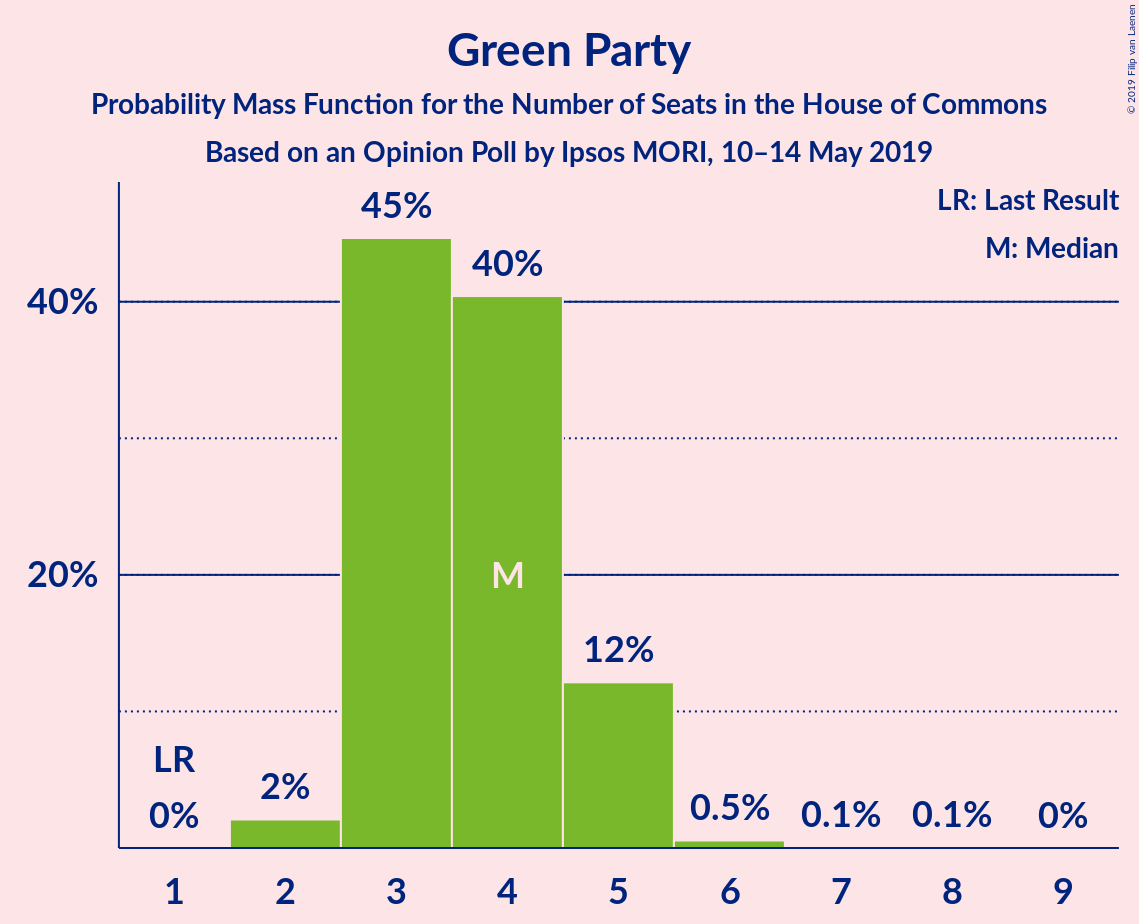 Green Party
Probability Mass Function for the Number of Seats in the House of Commons
Based on an Opinion Poll by Ipsos MORI, 10–14 May 2019
© 2019 Filip van Laenen
LR: Last Result
M: Median
45%
40%
40%
20%
M
12%
LR
0%
2%
0.5%
0.1%
0.1%
0%
1 2 3 4 5 6 7 8 9